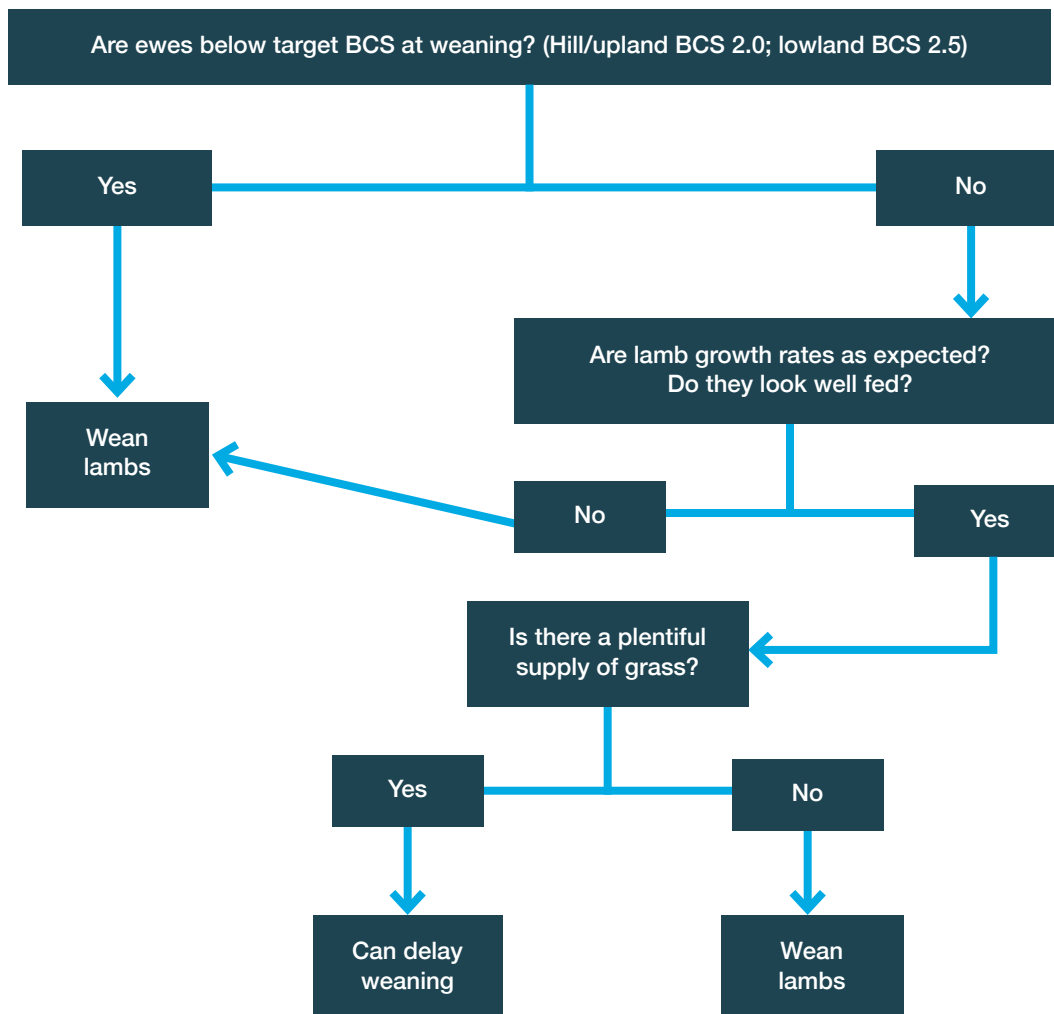 Are ewes below target BCS at weaning? (Hill/upland BCS 2.0; lowland BCS 2.5)
Yes
No
Are lamb growth rates as expected?
Do they look well fed?
Wean
lambs
No
Yes
Is there a plentiful
supply of grass?
Yes
No
Can delay
weaning
Wean
lambs